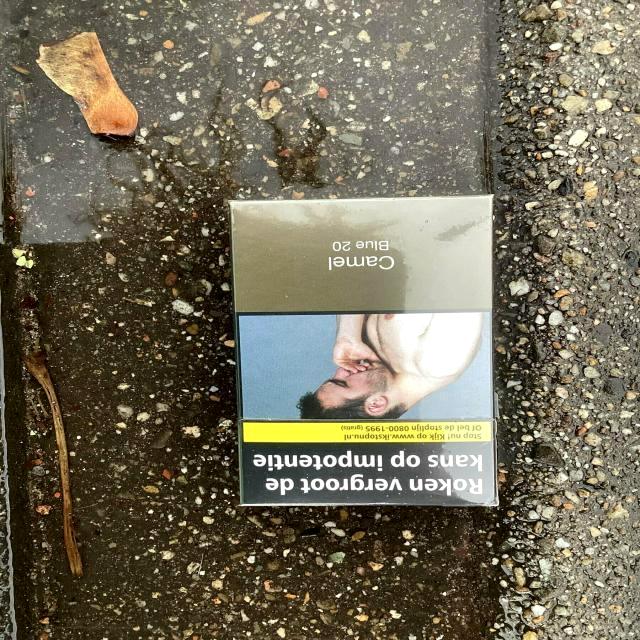 Roken vergroot de
kans op impotentie
Stop nu! Kijk op www.ikstopnu.nl
Of bel de stoplijn 0800-1995 (gratis)
Camel
Blue 20